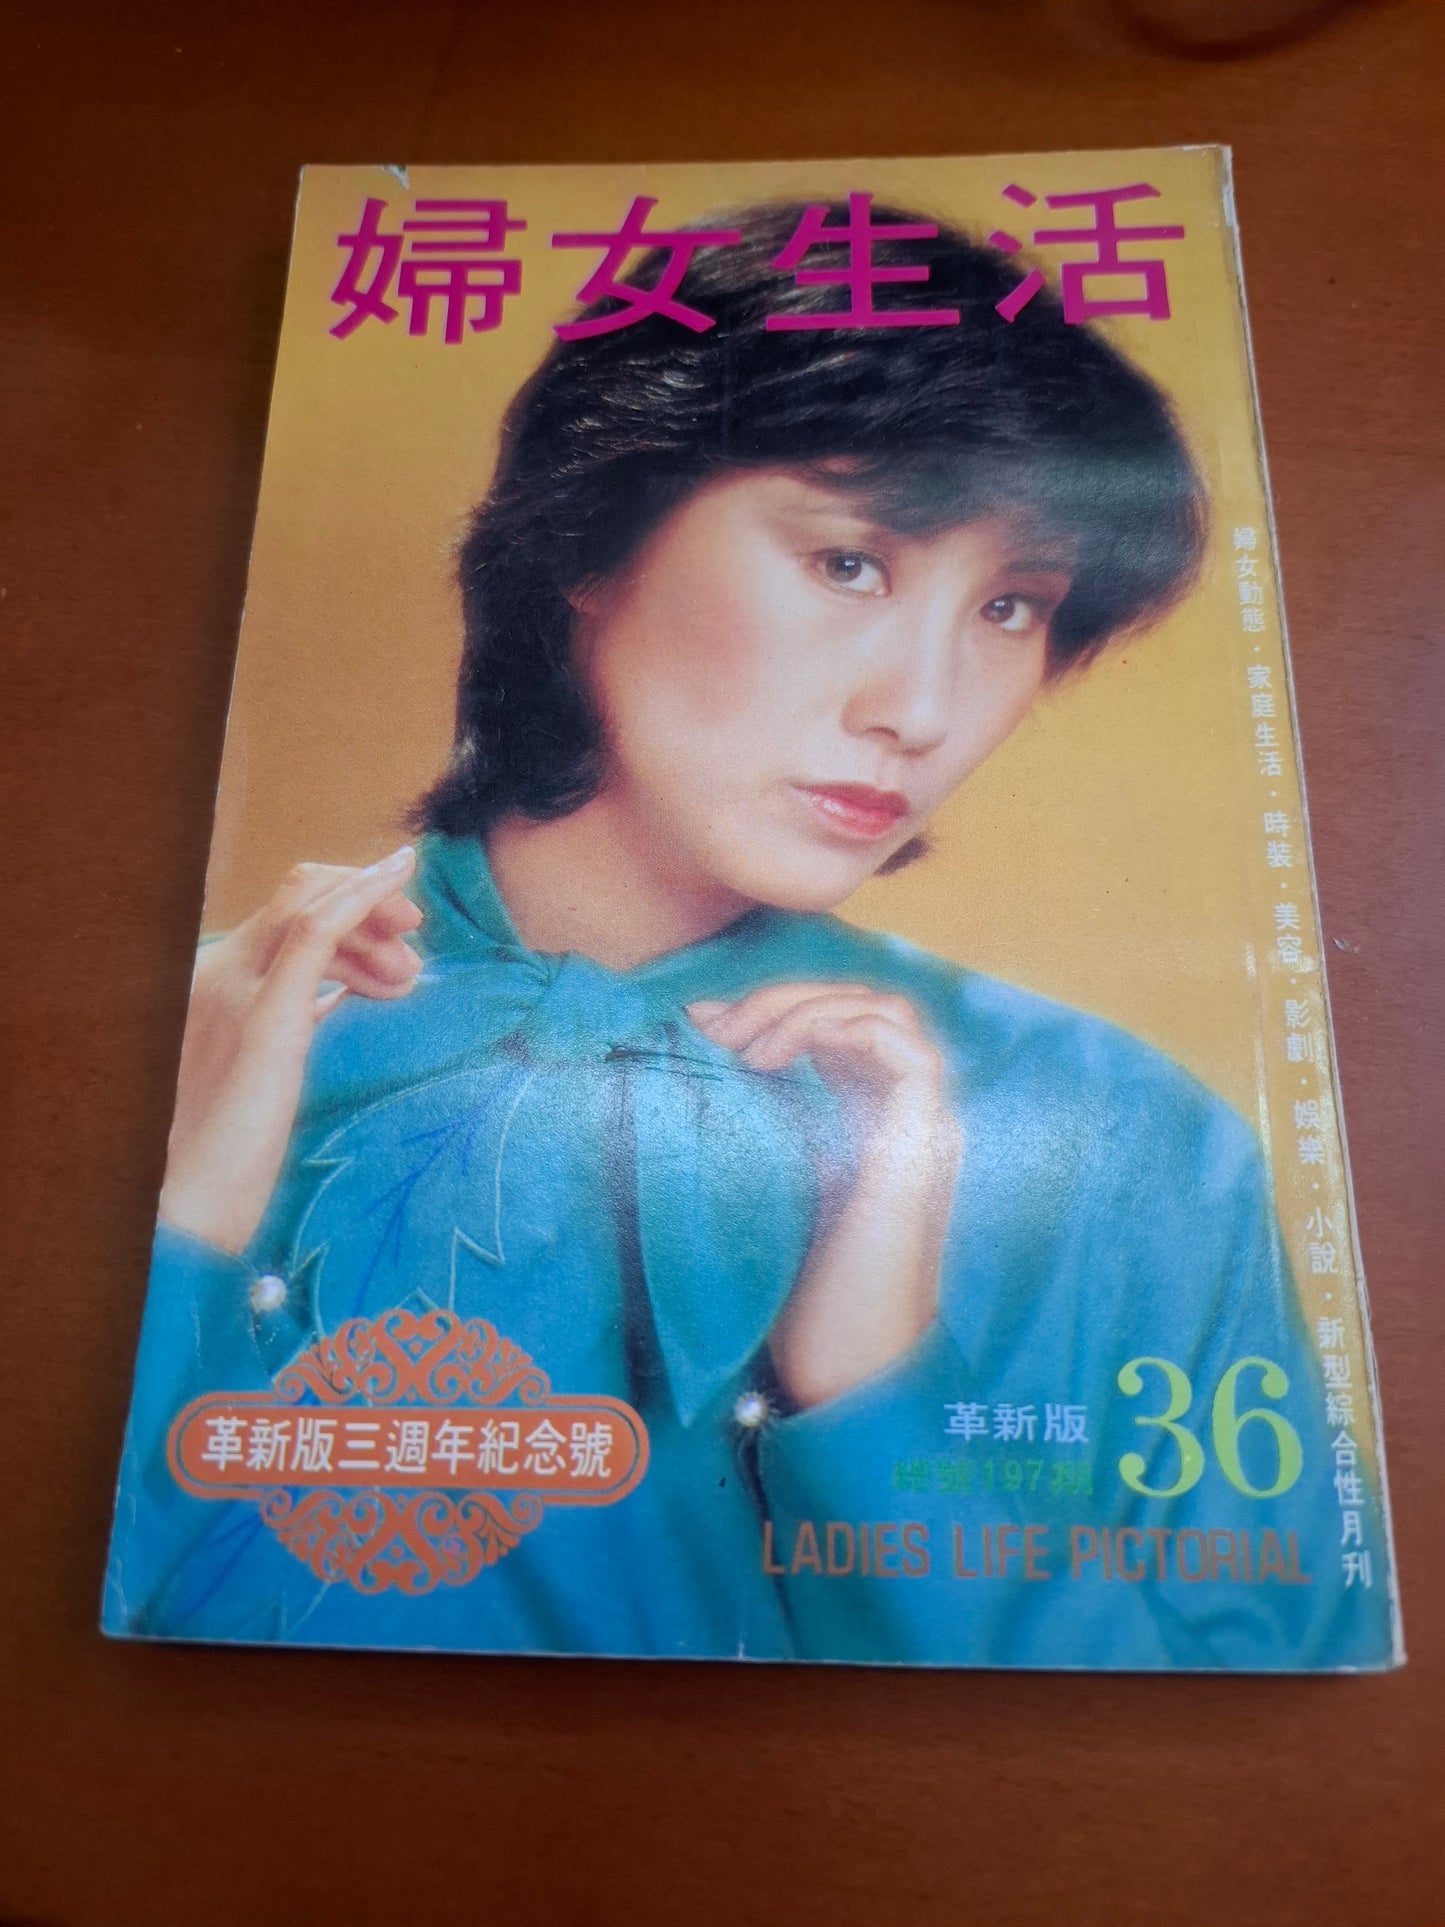 婦女生活
婦女動態·家庭生活·時裝·美容·影劇·娛樂·小說·新型綜合性月刊
革新版三週年紀念號
革新版 36
總號197期
LADIES LIFE PICTORIAL